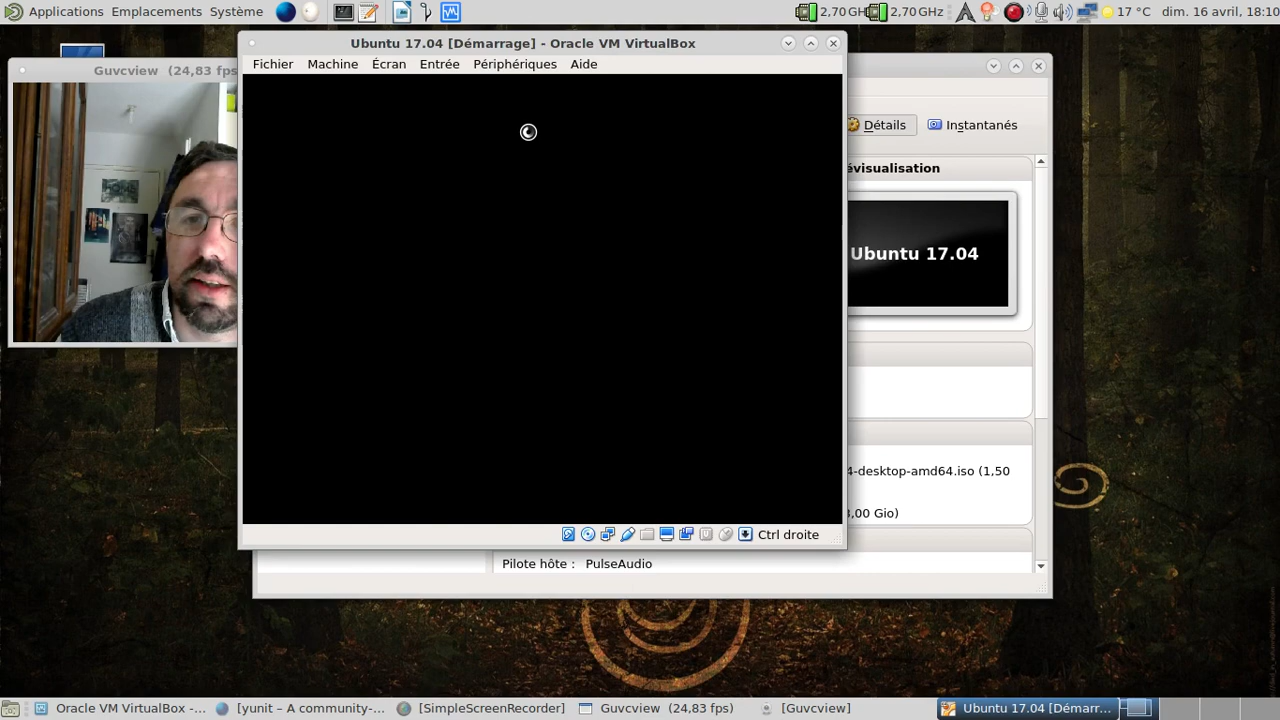 Applications Emplacements Système 2,70 GHz 2,70 GHz 17 °C dim. 16 avril, 18:10
Guvcview (24,83 fps
Ubuntu 17.04 [Démarrage] - Oracle VM VirtualBox
Fichier Machine Écran Entrée Périphériques Aide
Détails Instantanés
évisualisation
Ubuntu 17.04
4-desktop-amd64.iso (1,50
,00 Gio)
Ctrl droite
Pilote hôte : PulseAudio
Oracle VM VirtualBox -... [yunit – A community-... [SimpleScreenRecorder] Guvcview (24,83 fps) [Guvcview] Ubuntu 17.04 [Démarr...